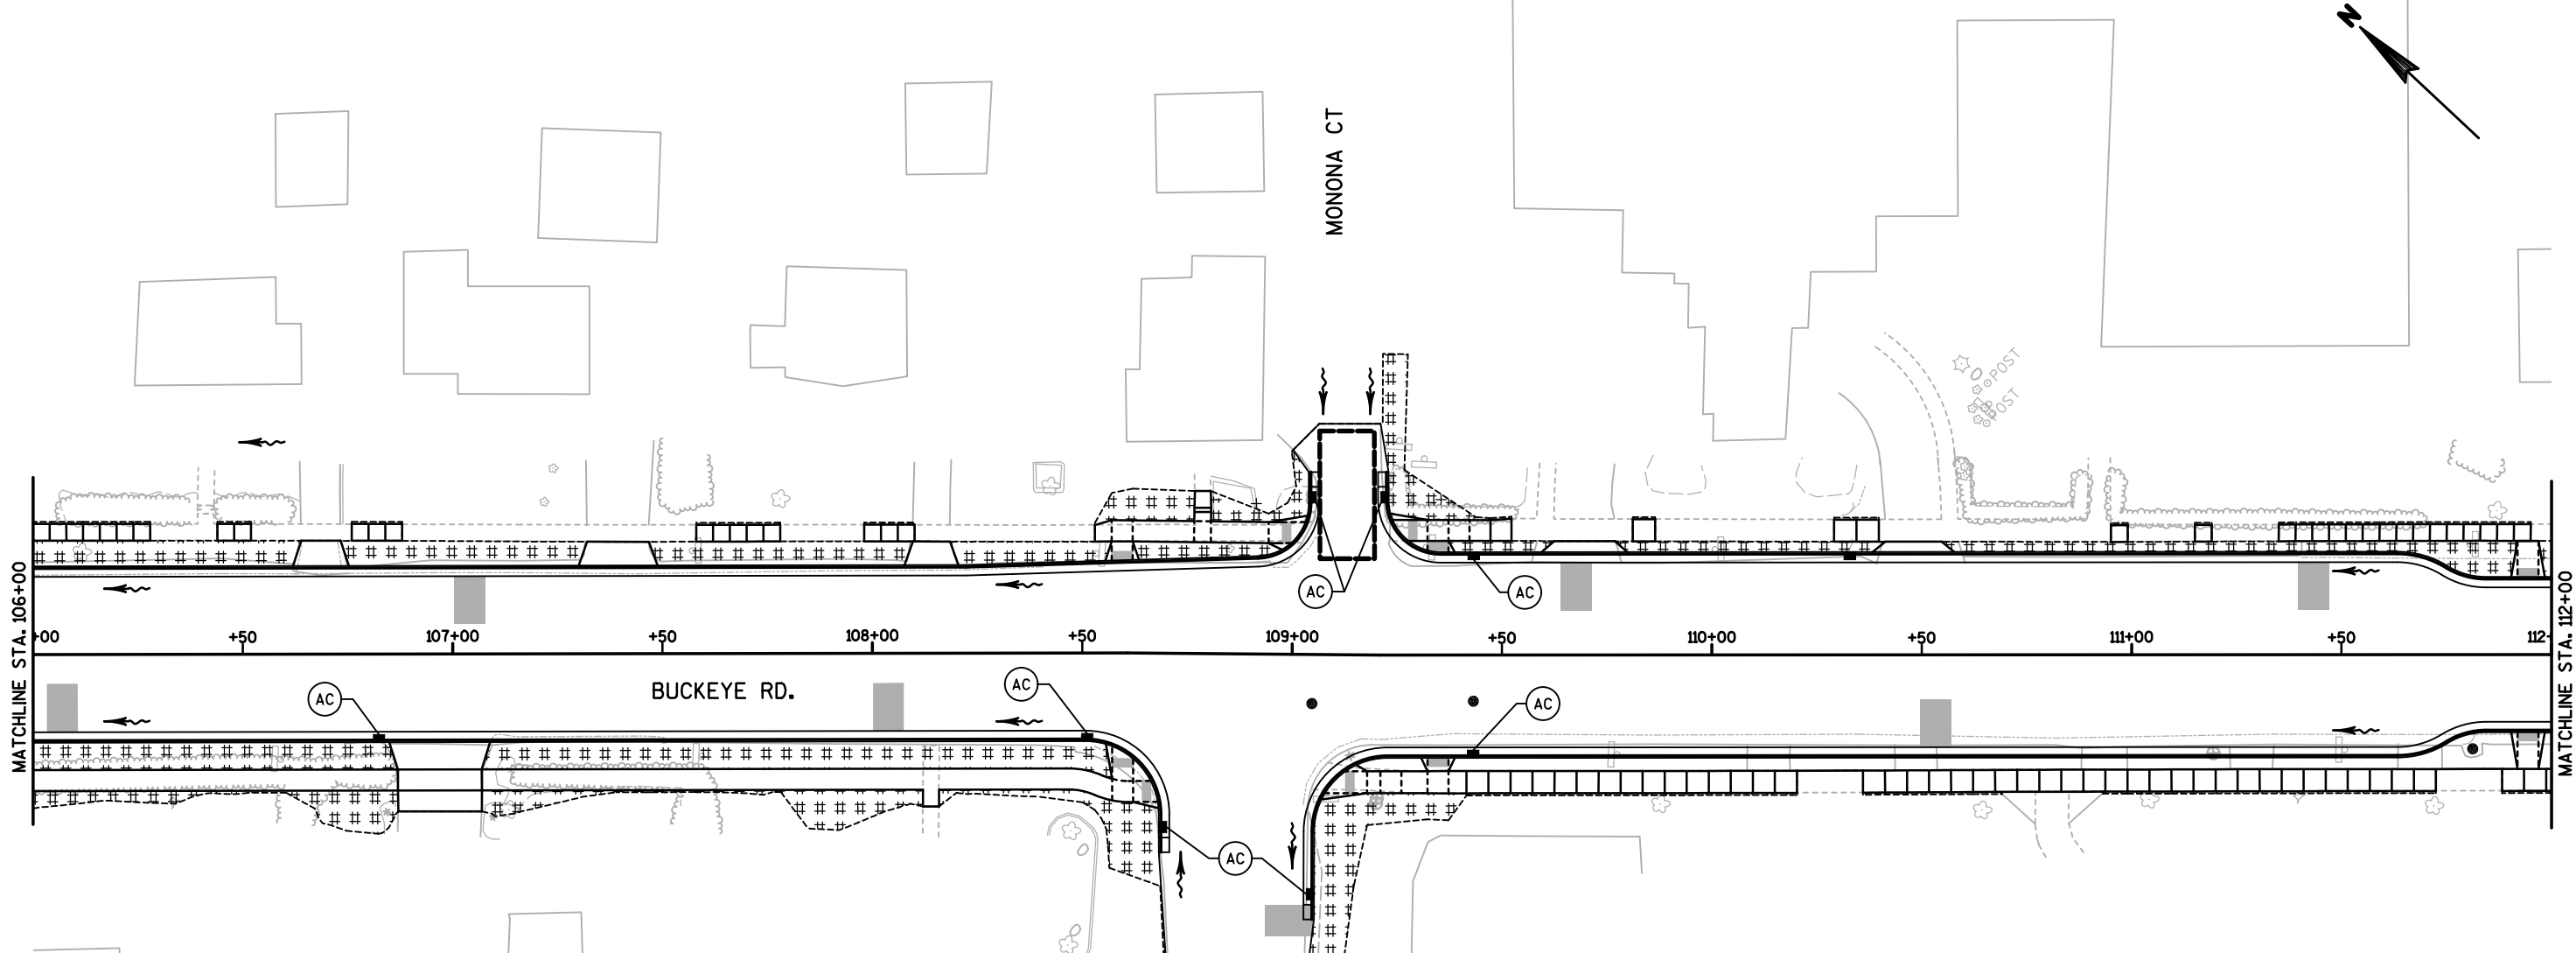 N
MONONA CT
POST
POST
AC
AC
MATCHLINE STA. 106+00
+00
+50
107+00
+50
108+00
+50
109+00
+50
110+00
+50
111+00
+50
112
MATCHLINE STA. 112+00
BUCKEYE RD.
AC
AC
AC
AC